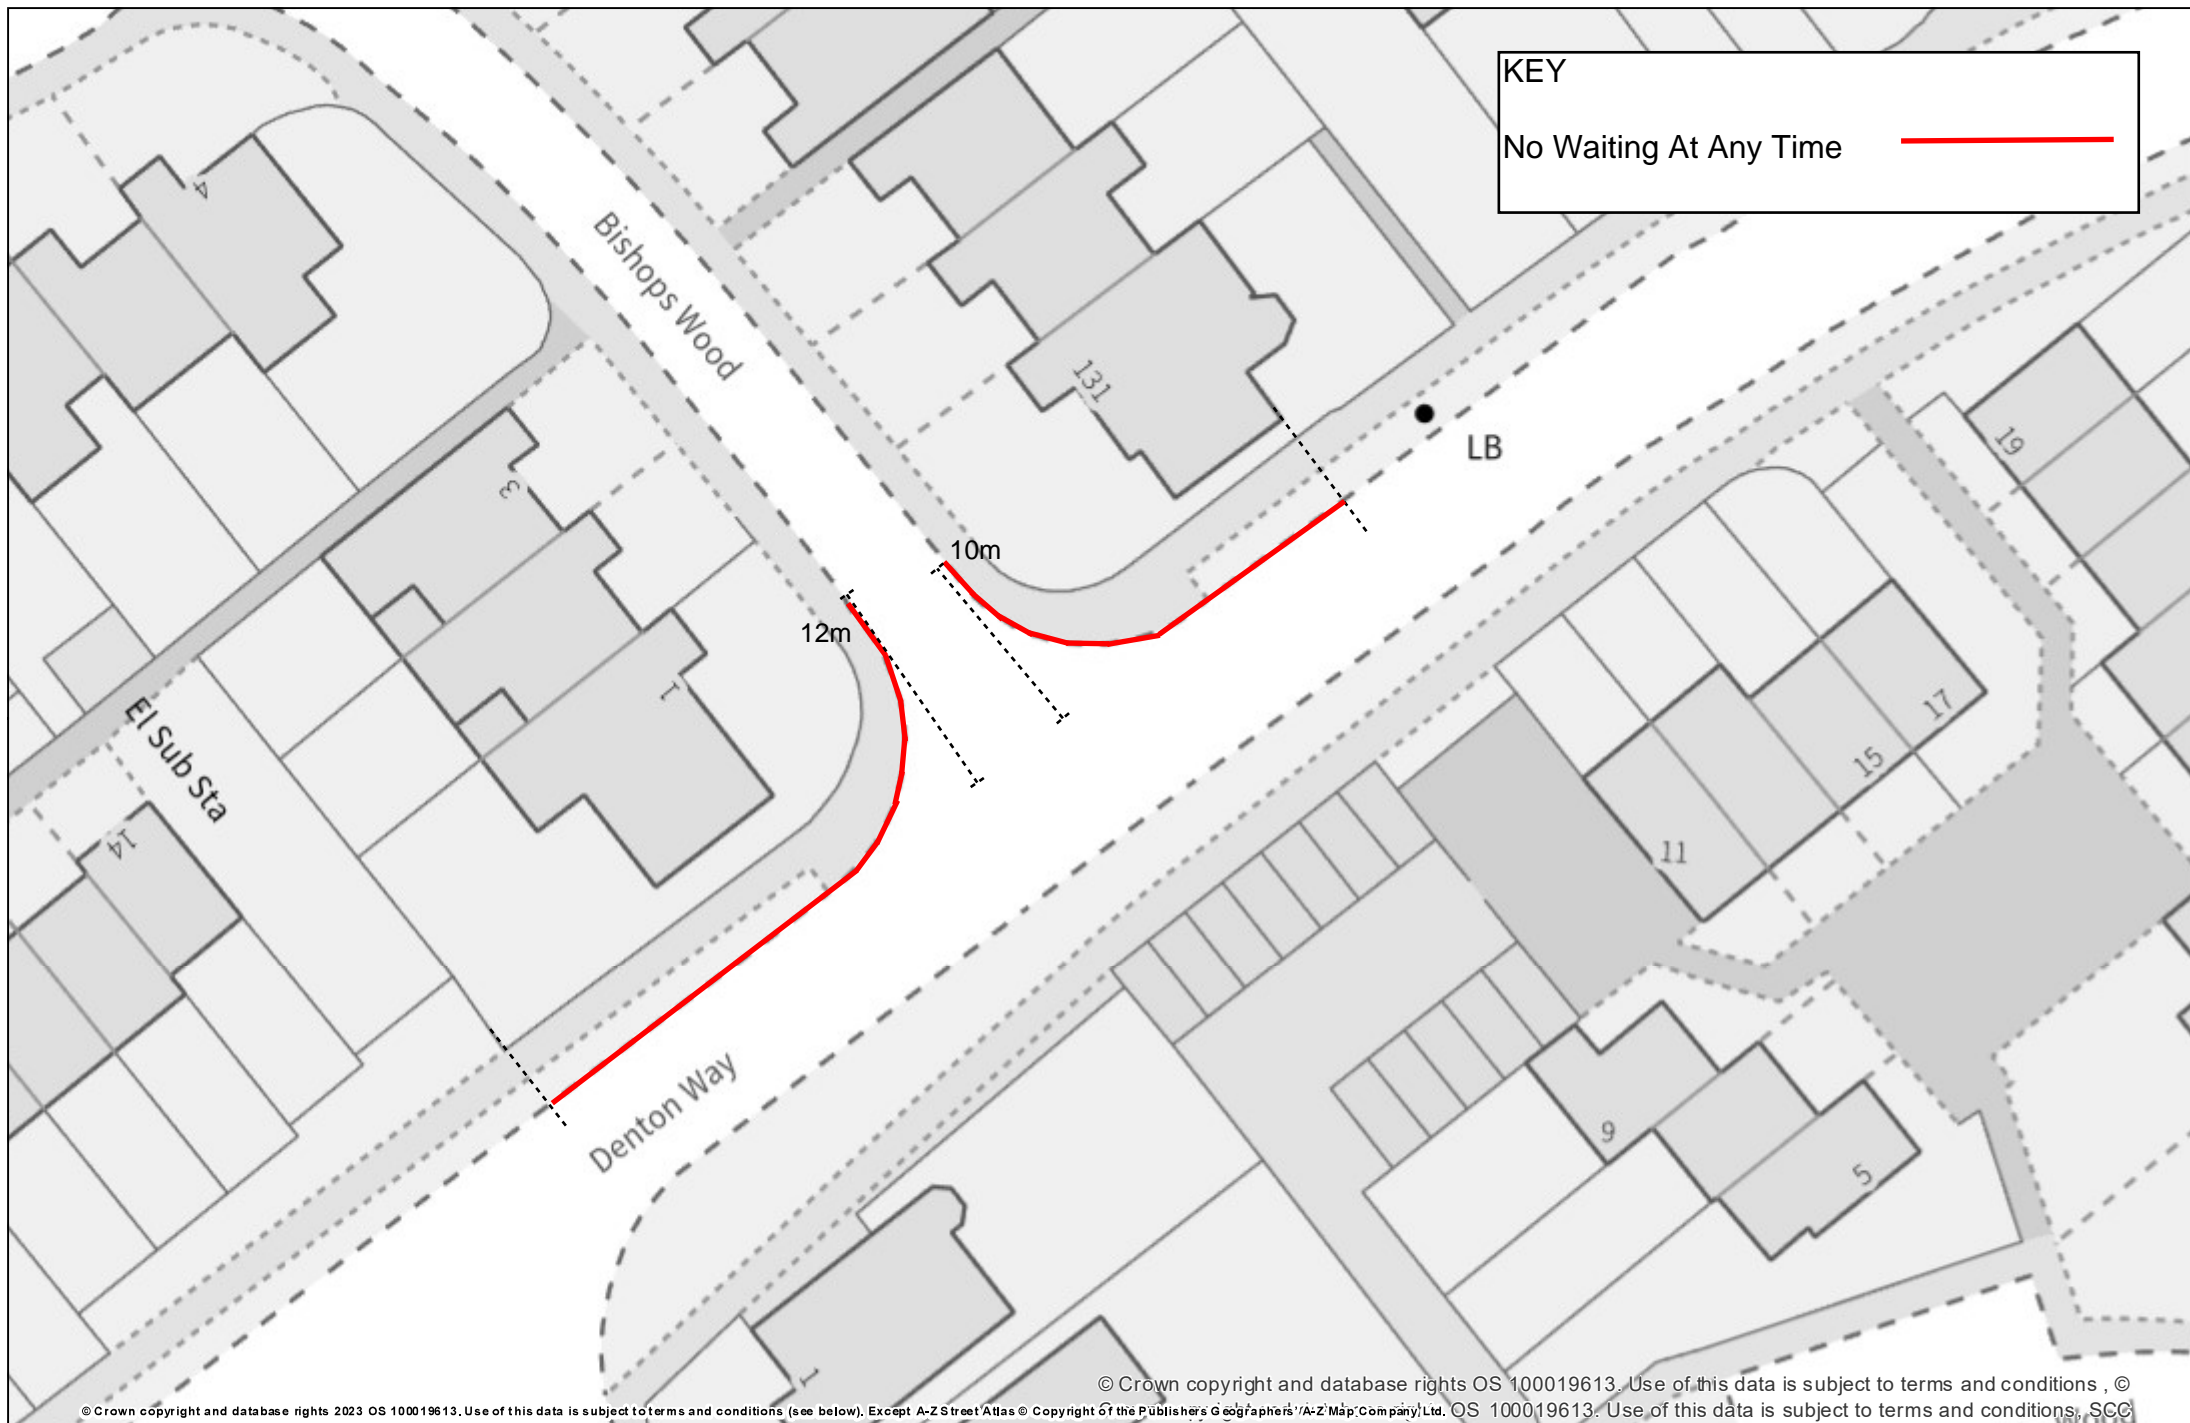 KEY
No Waiting At Any Time
4
Bishops Wood
131
LB
19
3
10m
12m
1
17
El Sub Sta
15
14
11
Denton Way
9
5
1
© Crown copyright and database rights OS 100019613. Use of this data is subject to terms and conditions , ©
© Crown copyright and database rights 2023 OS 100019613. Use of this data is subject to terms and conditions (see below). Except A-Z Street Atlas © Copyright of the Publishers Geographers' A-Z Map Company Ltd.
OS 100019613. Use of this data is subject to terms and conditions, SCC